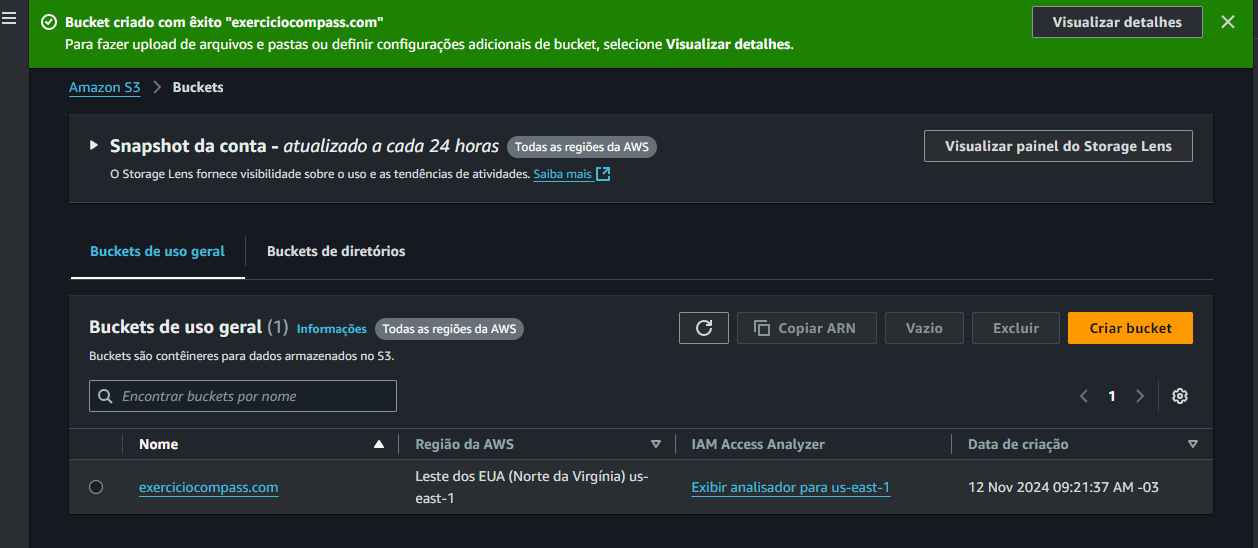 Bucket criado com êxito "exerciciocompass.com"
Para fazer upload de arquivos e pastas ou definir configurações adicionais de bucket, selecione Visualizar detalhes.
Visualizar detalhes
Amazon S3 > Buckets
Snapshot da conta - atualizado a cada 24 horas Todas as regiões da AWS
O Storage Lens fornece visibilidade sobre o uso e as tendências de atividades. Saiba mais
Visualizar painel do Storage Lens
Buckets de uso geral Buckets de diretórios
Buckets de uso geral (1) Informações Todas as regiões da AWS
Buckets são contêineres para dados armazenados no S3.
Copiar ARN Vazio Excluir Criar bucket
Encontrar buckets por nome
1
Nome Região da AWS IAM Access Analyzer Data de criação
exerciciocompass.com
Leste dos EUA (Norte da Virgínia) us-
east-1
Exibir analisador para us-east-1
12 Nov 2024 09:21:37 AM -03